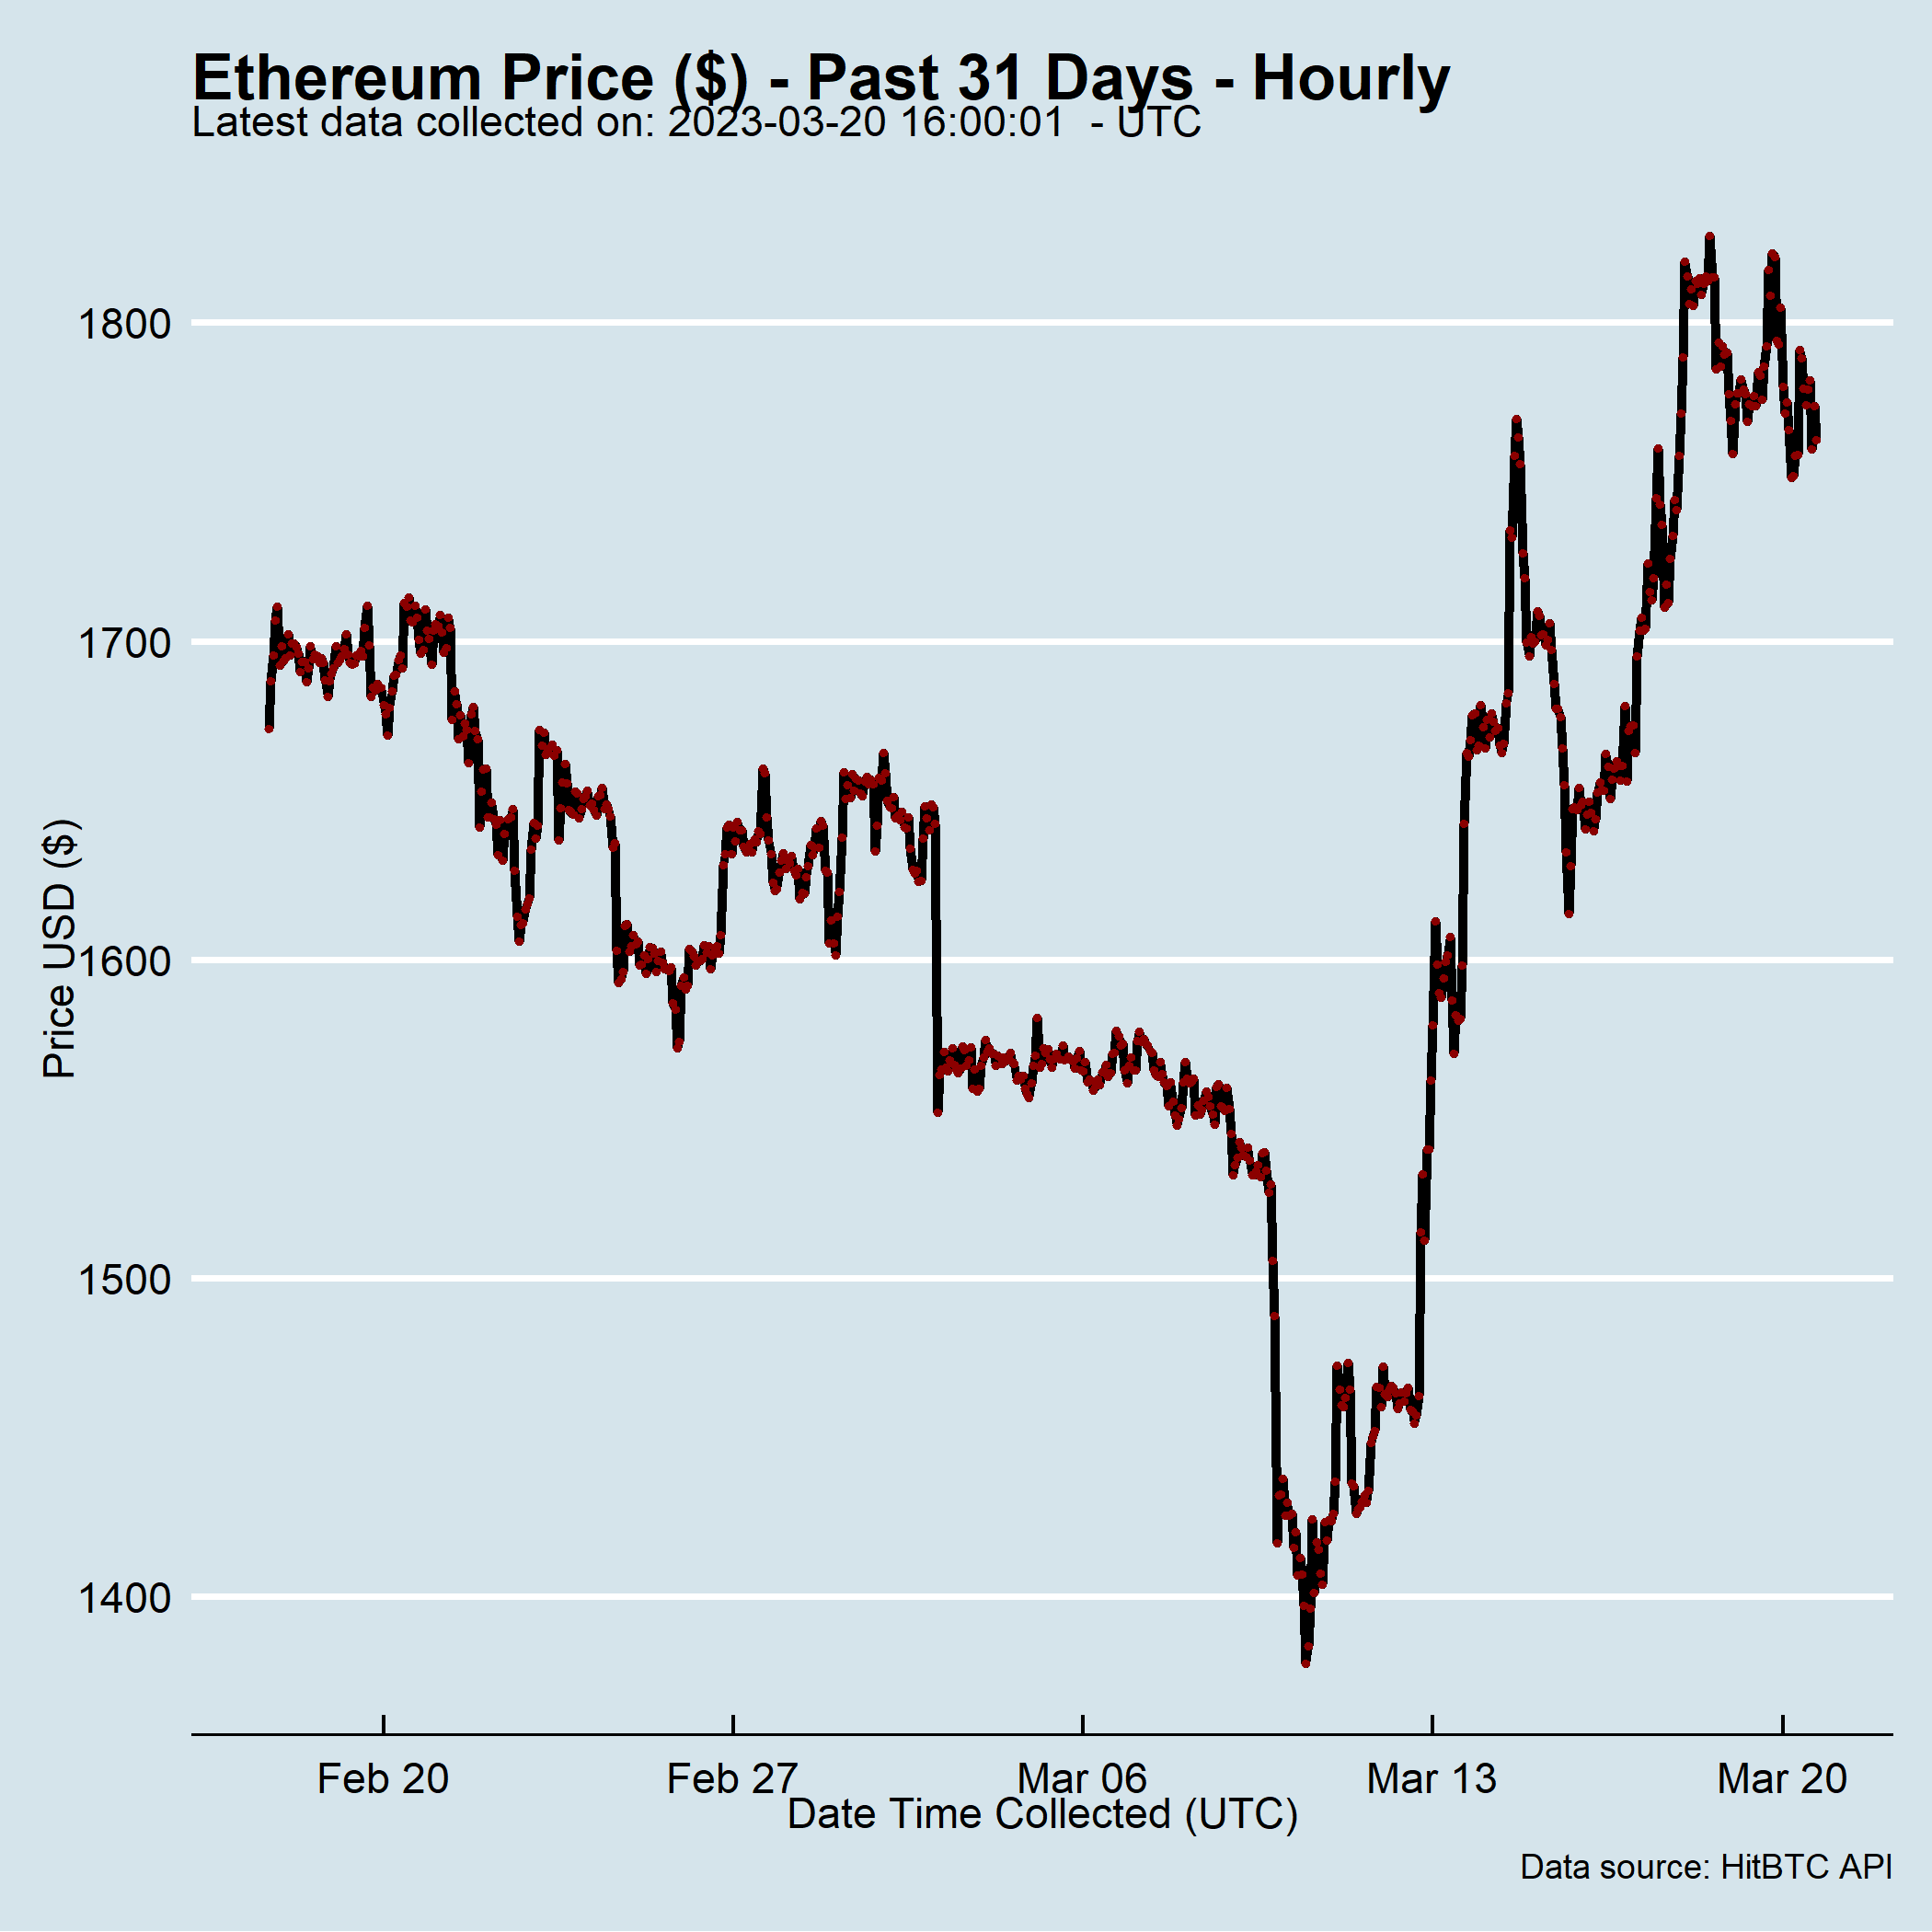 Ethereum Price ($) - Past 31 Days - Hourly
Latest data collected on: 2023-03-20 16:00:01  - UTC
1800
1700
1600
1500
1400
Price USD ($)
Feb 20 Feb 27 Mar 06 Mar 13 Mar 20
Date Time Collected (UTC)
Data source: HitBTC API